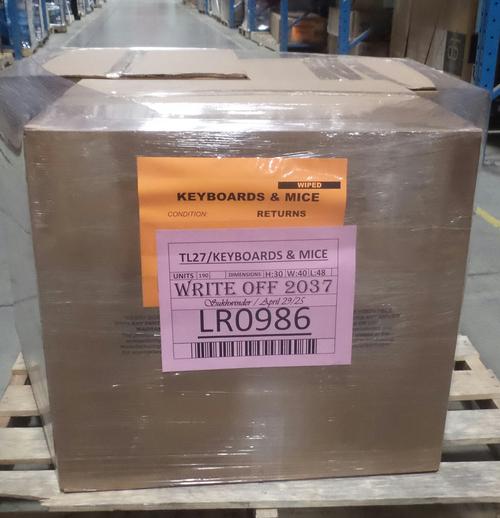 WIPED
KEYBOARDS & MICE
CONDITION: RETURNS
TL27/KEYBOARDS & MICE
UNITS 190 DIMENSIONS H:30 W:40 L:48
WRITE OFF 2037
Sukhwinder / April 29/25
LR0986